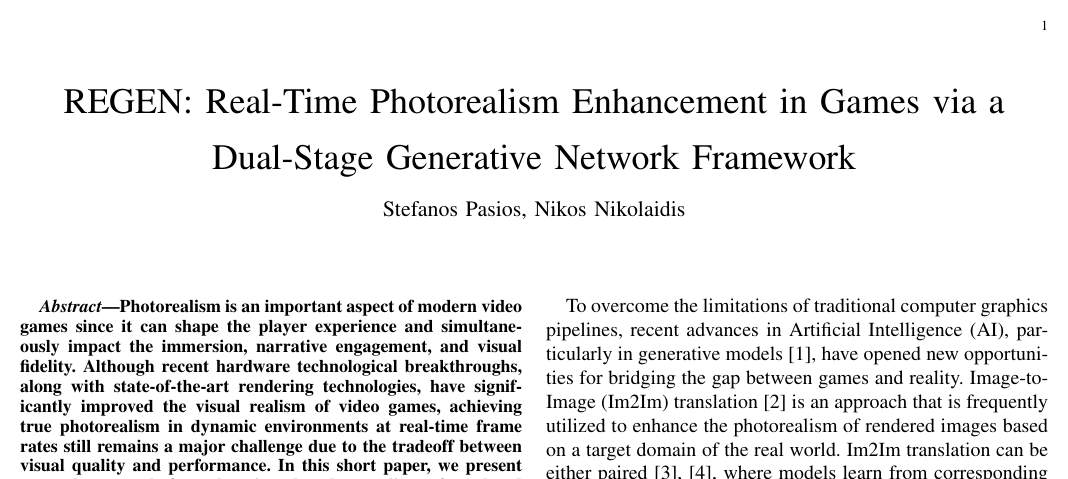 1
REGEN: Real-Time Photorealism Enhancement in Games via a
Dual-Stage Generative Network Framework
Stefanos Pasios, Nikos Nikolaidis
Abstract—Photorealism is an important aspect of modern video
games since it can shape the player experience and simultane-
ously impact the immersion, narrative engagement, and visual
fidelity. Although recent hardware technological breakthroughs,
along with state-of-the-art rendering technologies, have signif-
icantly improved the visual realism of video games, achieving
true photorealism in dynamic environments at real-time frame
rates still remains a major challenge due to the tradeoff between
visual quality and performance. In this short paper, we present
To overcome the limitations of traditional computer graphics
pipelines, recent advances in Artificial Intelligence (AI), par-
ticularly in generative models [1], have opened new opportuni-
ties for bridging the gap between games and reality. Image-to-
Image (Im2Im) translation [2] is an approach that is frequently
utilized to enhance the photorealism of rendered images based
on a target domain of the real world. Im2Im translation can be
either paired [3], [4], where models learn from corresponding